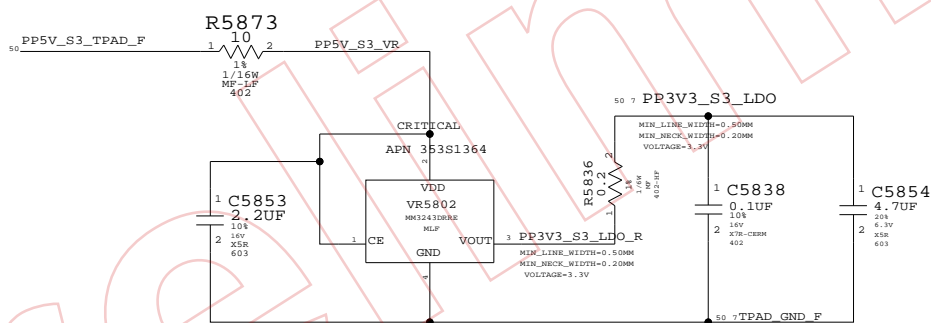 R5873
10
50 PP5V_S3_TPAD_F
1
2
PP5V_S3_VR
1%
1/16W
MF-LF
402
50 7 PP3V3_S3_LDO
MIN_LINE_WIDTH=0.50MM
MIN_NECK_WIDTH=0.20MM
VOLTAGE=3.3V
CRITICAL
APN 353S1364
2
VDD
VR5802
MM3243DRRE
MLF
1 CE
VOUT 3
GND
4
PP3V3_S3_LDO_R
MIN_LINE_WIDTH=0.50MM
MIN_NECK_WIDTH=0.20MM
VOLTAGE=3.3V
R5836
0.2
1%
1/6W
MF
402-HF
2
1
1 C5853
2.2UF
10%
2 16V
X5R
603
1 C5838
0.1UF
10%
2 16V
X7R-CERM
402
1 C5854
4.7UF
20%
2 6.3V
X5R
603
50 7 TPAD_GND_F